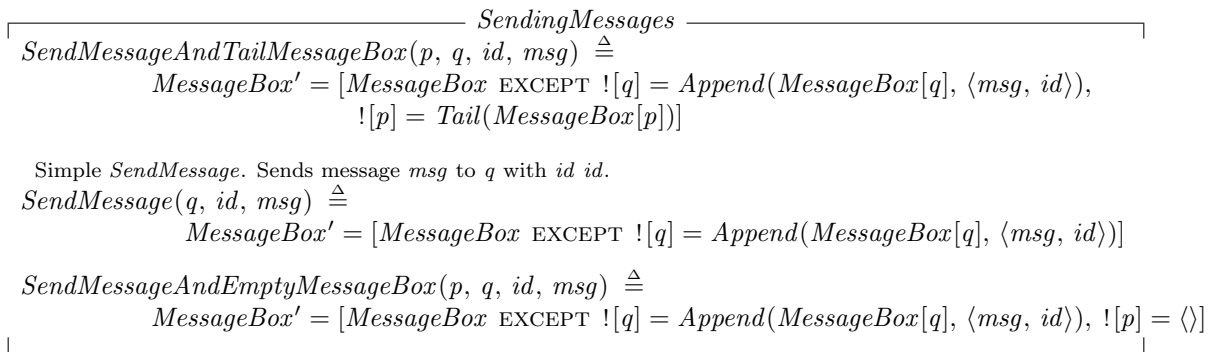 SendingMessages
SendMessageAndTailMessageBox(p, q, id, msg) ≜
MessageBox′ = [MessageBox EXCEPT ![q] = Append(MessageBox[q], ⟨msg, id⟩),
![p] = Tail(MessageBox[p])]
Simple SendMessage. Sends message msg to q with id id.
SendMessage(q, id, msg) ≜
MessageBox′ = [MessageBox EXCEPT ![q] = Append(MessageBox[q], ⟨msg, id⟩)]
SendMessageAndEmptyMessageBox(p, q, id, msg) ≜
MessageBox′ = [MessageBox EXCEPT ![q] = Append(MessageBox[q], ⟨msg, id⟩), ![p] = ⟨⟩]